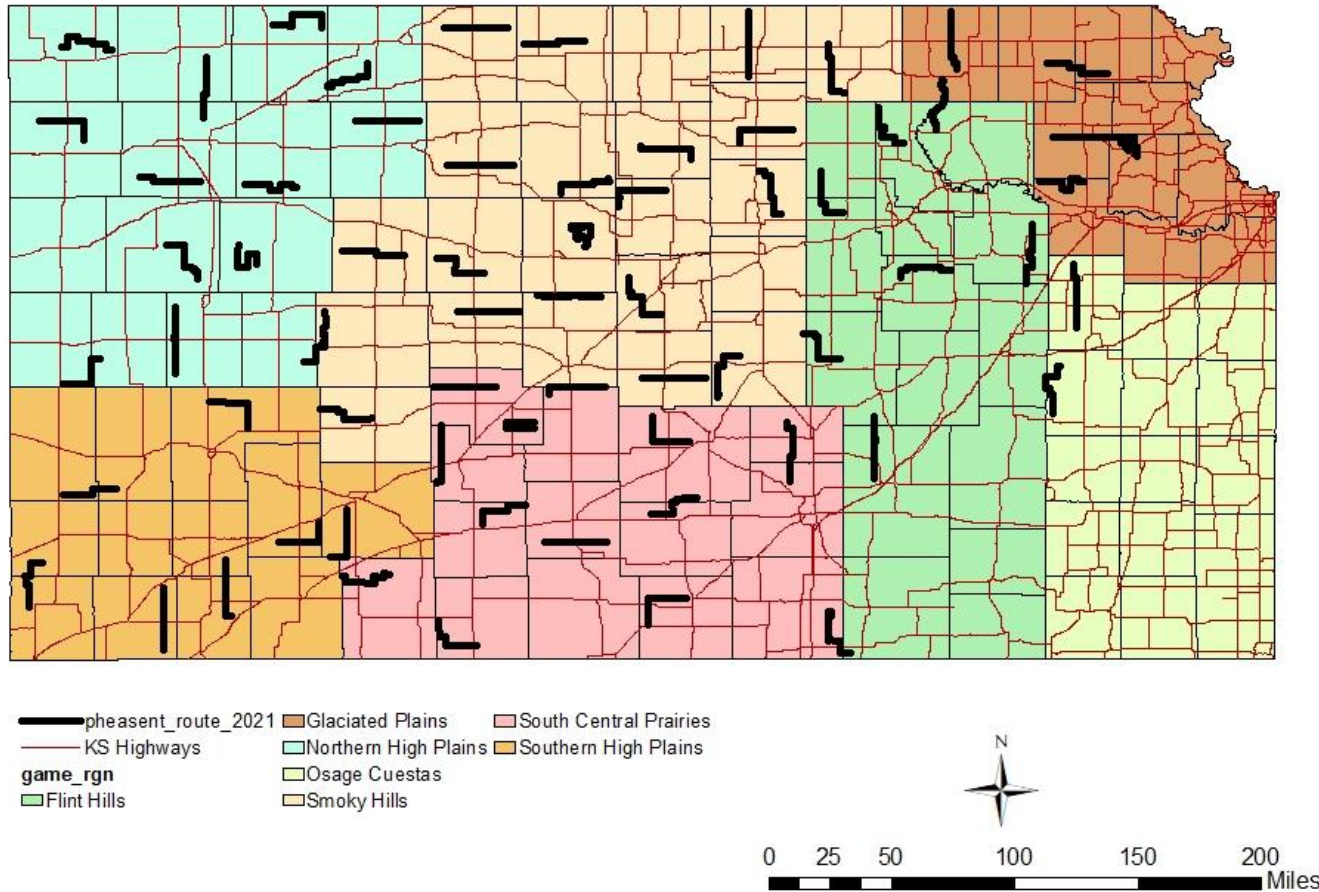 pheasent_route_2021
KS Highways
game_rgn
Flint Hills
Glaciated Plains
Northern High Plains
Osage Cuestas
Smoky Hills
South Central Prairies
Southern High Plains
N
0 25 50 100 150 200
Miles